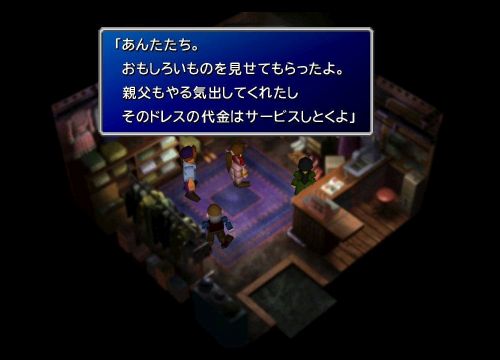 「あんたたち。
おもしろいものを見せてもらったよ。
親父もやる気出してくれたし
そのドレスの代金はサービスしとくよ」